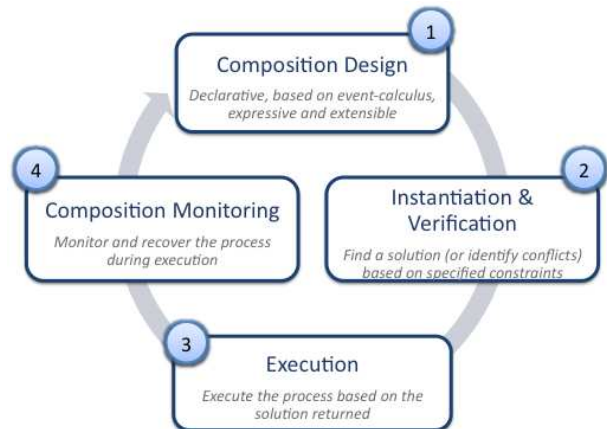 1
Composition Design
Declarative, based on event-calculus,
expressive and extensible
2
Instantiation &
Verification
Find a solution (or identify conflicts)
based on specified constraints
3
Execution
Execute the process based on the
solution returned
4
Composition Monitoring
Monitor and recover the process
during execution